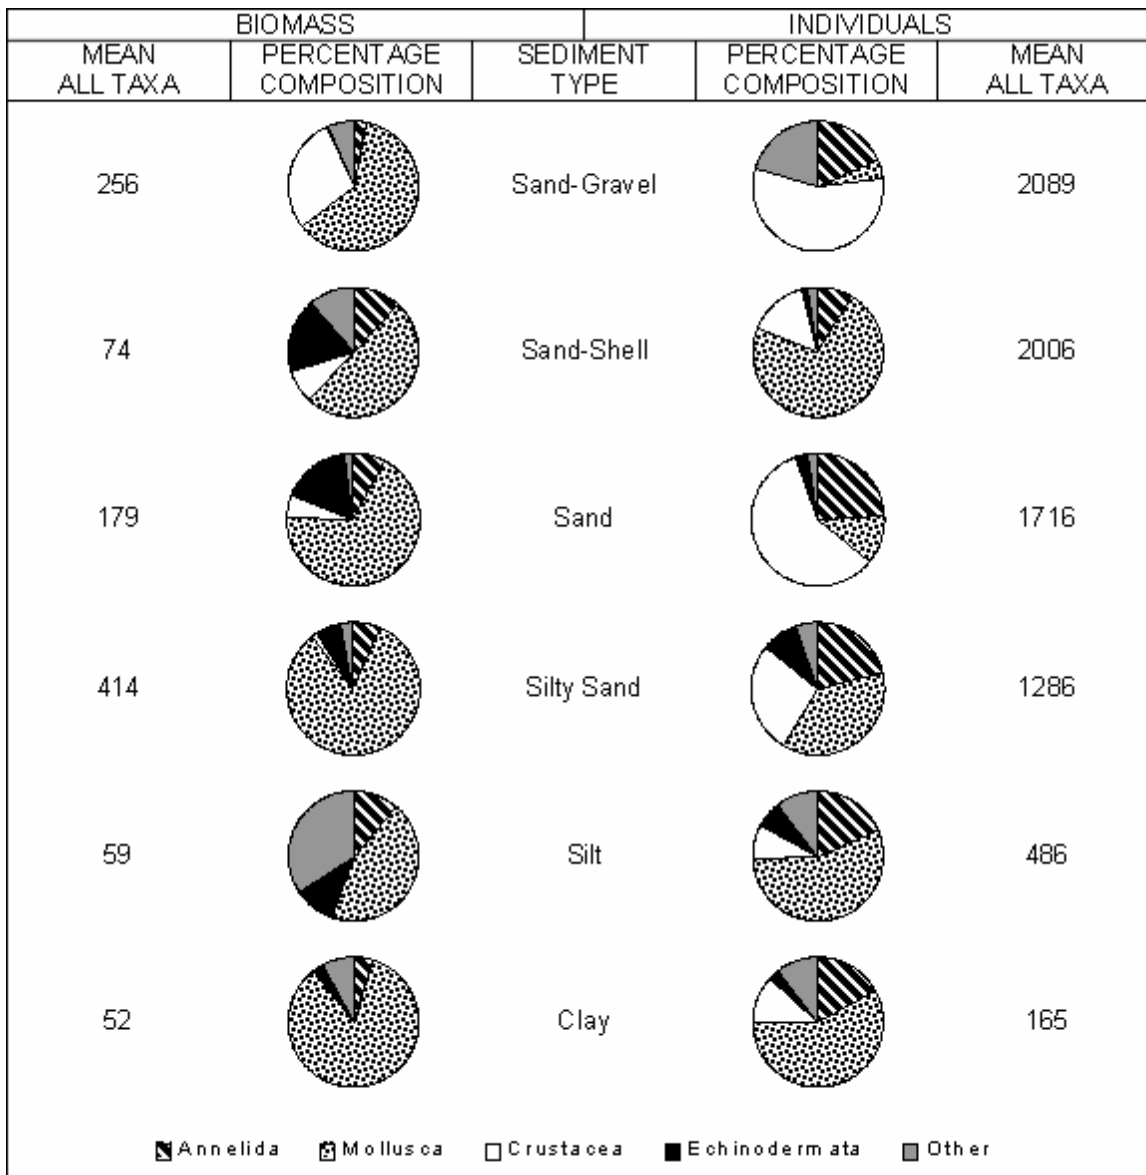 BIOMASS INDIVIDUALS
MEAN ALL TAXA PERCENTAGE COMPOSITION SEDIMENT TYPE PERCENTAGE COMPOSITION MEAN ALL TAXA
256 Sand-Gravel 2089
74 Sand-Shell 2006
179 Sand 1716
414 Silty Sand 1286
59 Silt 486
52 Clay 165
Annelida Mollusca Crustacea Echinodermata Other